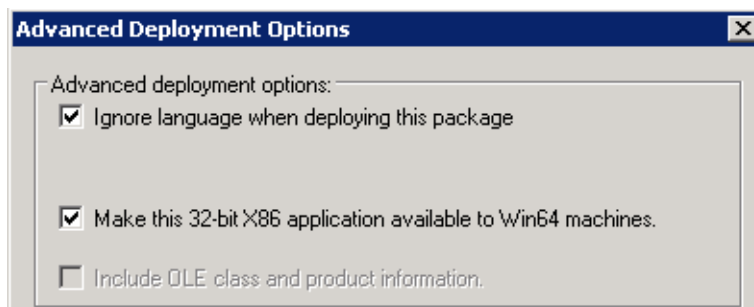 Advanced Deployment Options
Advanced deployment options:
Ignore language when deploying this package
Make this 32-bit X86 application available to Win64 machines.
Include OLE class and product information.